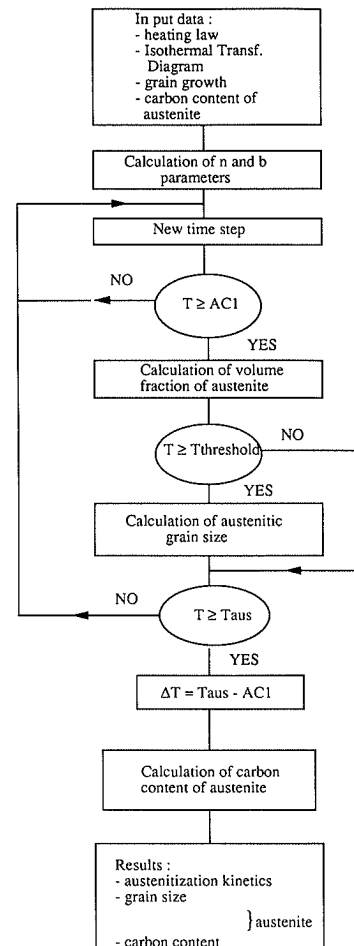 In put data :
- heating law
- Isothermal Transf.
Diagram
- grain growth
- carbon content of
austenite
Calculation of n and b
parameters
New time step
NO
T ≥ AC1
YES
Calculation of volume
fraction of austenite
NO
T ≥ Tthreshold
YES
Calculation of austenitic
grain size
NO
T ≥ Taus
YES
ΔT = Taus - AC1
Calculation of carbon
content of austenite
Results :
- austenitization kinetics
- grain size
} austenite
- carbon content